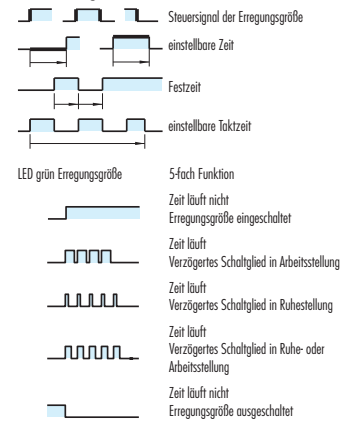 Steuersignal der Erregungsgröße
einstellbare Zeit
Festzeit
einstellbare Taktzeit
LED grün Erregungsgröße 5-fach Funktion
Zeit läuft nicht
Erregungsgröße eingeschaltet
Zeit läuft
Verzögertes Schaltglied in Arbeitsstellung
Zeit läuft
Verzögertes Schaltglied in Ruhestellung
Zeit läuft
Verzögertes Schaltglied in Ruhe- oder
Arbeitsstellung
Zeit läuft nicht
Erregungsgröße ausgeschaltet